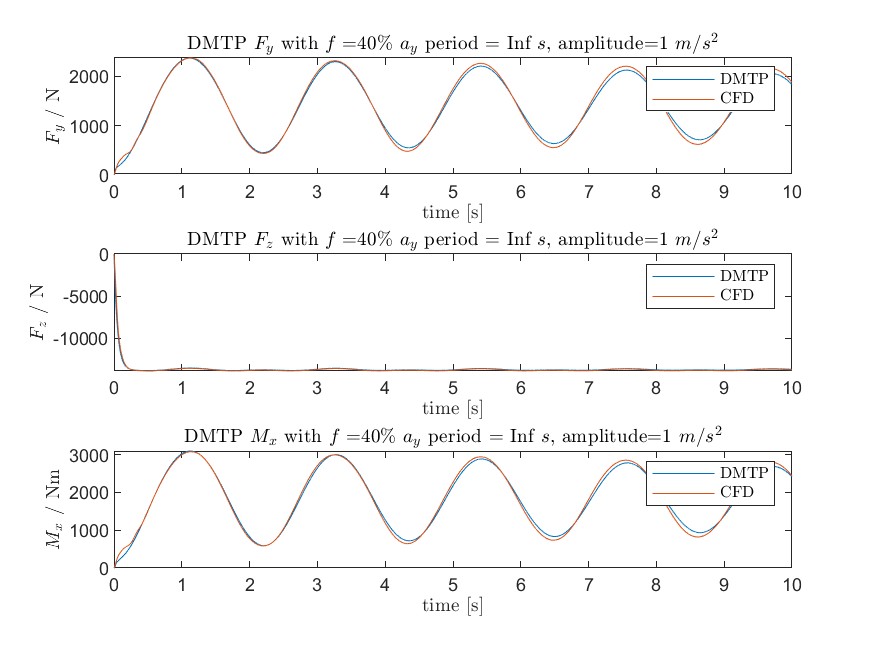 DMTP F_y with f =40% a_y period = Inf s, amplitude=1 m/s^2
F_y / N
2000
1000
0
DMTP
CFD
0 1 2 3 4 5 6 7 8 9 10
time [s]
DMTP F_z with f =40% a_y period = Inf s, amplitude=1 m/s^2
F_z / N
0
-5000
-10000
DMTP
CFD
0 1 2 3 4 5 6 7 8 9 10
time [s]
DMTP M_x with f =40% a_y period = Inf s, amplitude=1 m/s^2
M_x / Nm
3000
2000
1000
0
DMTP
CFD
0 1 2 3 4 5 6 7 8 9 10
time [s]